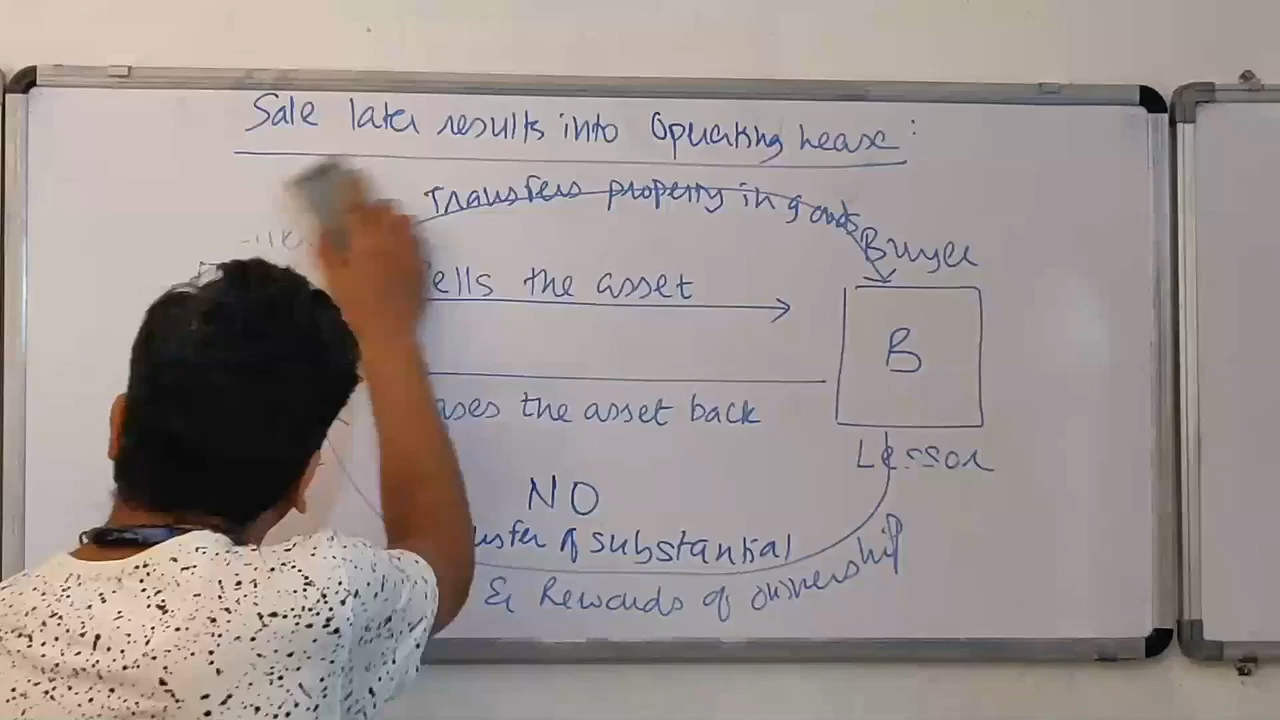 Sale later results into Operating Lease:
Transfers property in goods
Buyer
ells the asset
B
ases the asset back
Lessor
NO
nsfer of substantial
& Rewards of ownership